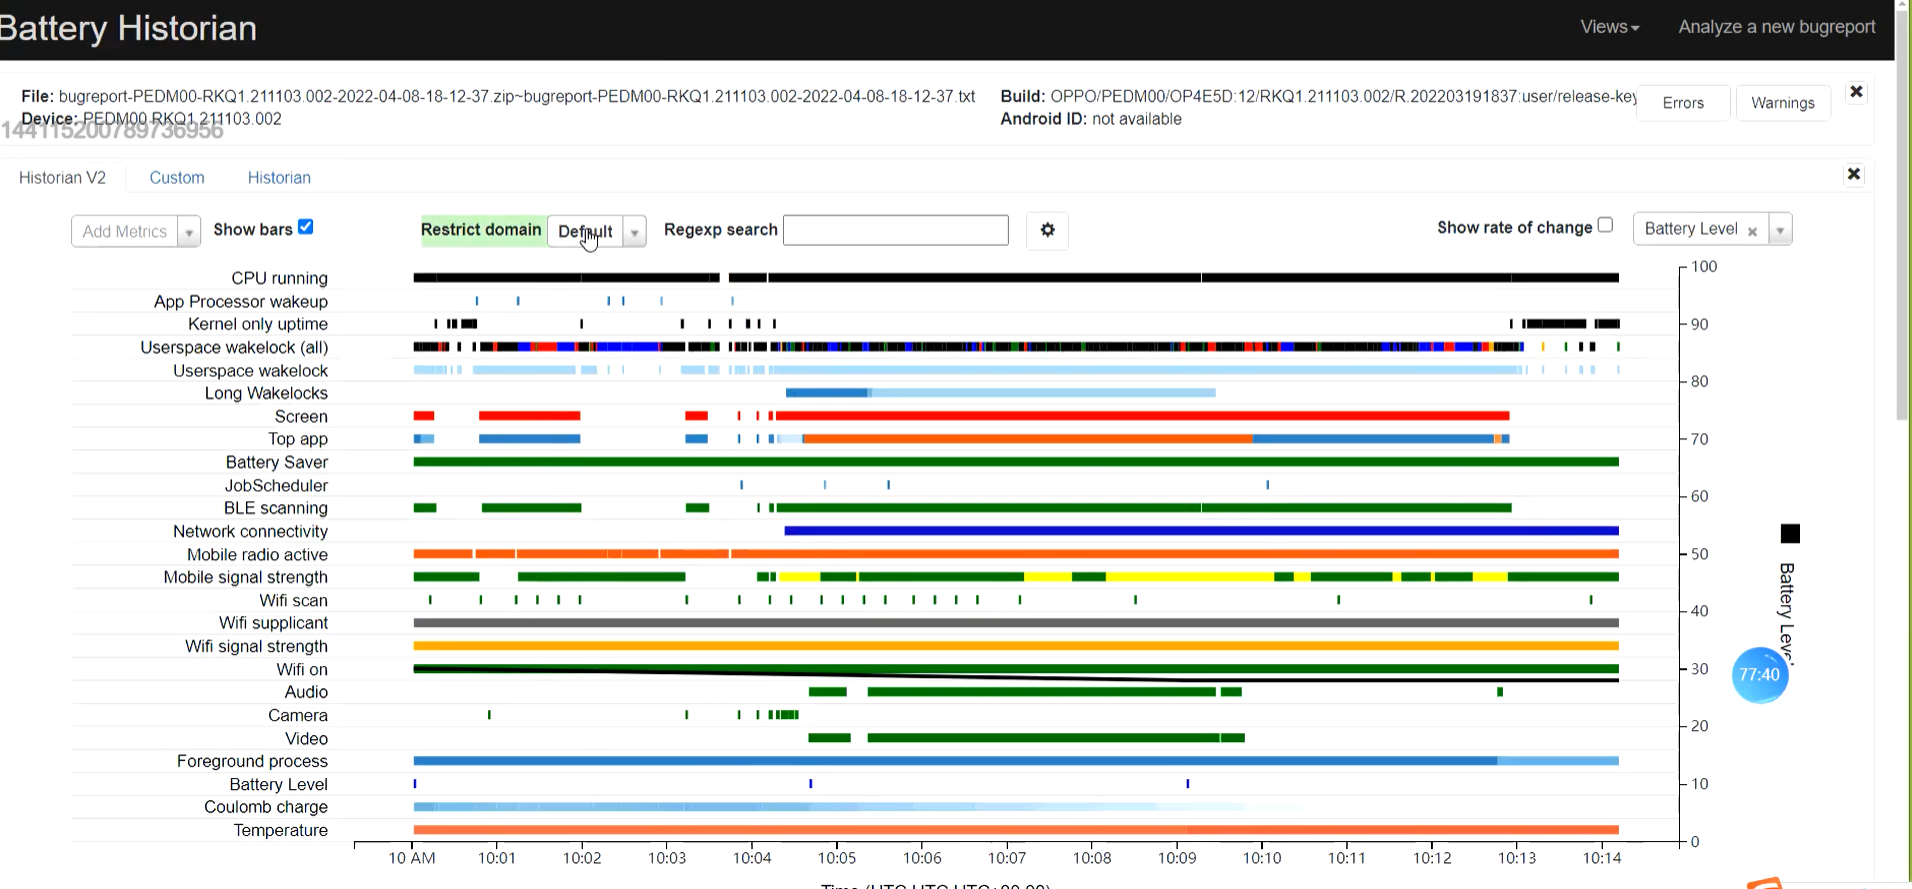 Battery Historian
Views
Analyze a new bugreport
File: bugreport-PEDM00-RKQ1.211103.002-2022-04-08-18-12-37.zip~bugreport-PEDM00-RKQ1.211103.002-2022-04-08-18-12-37.txt
Device: PEDM00 RKQ1.211103.002
144115200789736956
Build: OPPO/PEDM00/OP4E5D:12/RKQ1.211103.002/R.202203191837:user/release-key
Android ID: not available
Errors
Warnings
Historian V2
Custom
Historian
Add Metrics
Show bars
Restrict domain
Default
Regexp search
Show rate of change
Battery Level
CPU running
App Processor wakeup
Kernel only uptime
Userspace wakelock (all)
Userspace wakelock
Long Wakelocks
Screen
Top app
Battery Saver
JobScheduler
BLE scanning
Network connectivity
Mobile radio active
Mobile signal strength
Wifi scan
Wifi supplicant
Wifi signal strength
Wifi on
Audio
Camera
Video
Foreground process
Battery Level
Coulomb charge
Temperature
100
90
80
70
60
50
40
30
20
10
0
Battery Level
77:40
10 AM
10:01
10:02
10:03
10:04
10:05
10:06
10:07
10:08
10:09
10:10
10:11
10:12
10:13
10:14